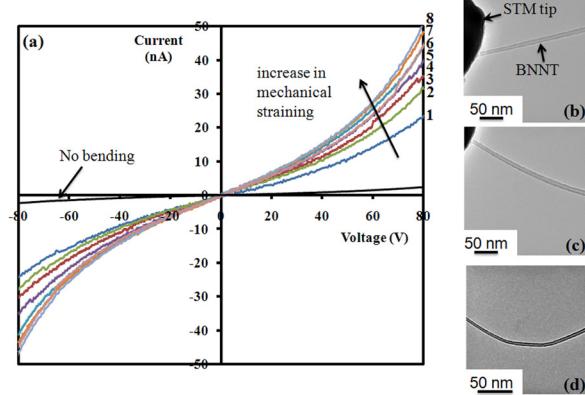 (a)
Current
(nA)
50
40
30
20
10
0
-10
-20
-30
-40
-50
-80
-60
-40
-20
0
20
40
60
80
Voltage (V)
No bending
increase in
mechanical
straining
8
7
6
5
4
3
2
1
STM tip
BNNT
50 nm
(b)
50 nm
(c)
50 nm
(d)